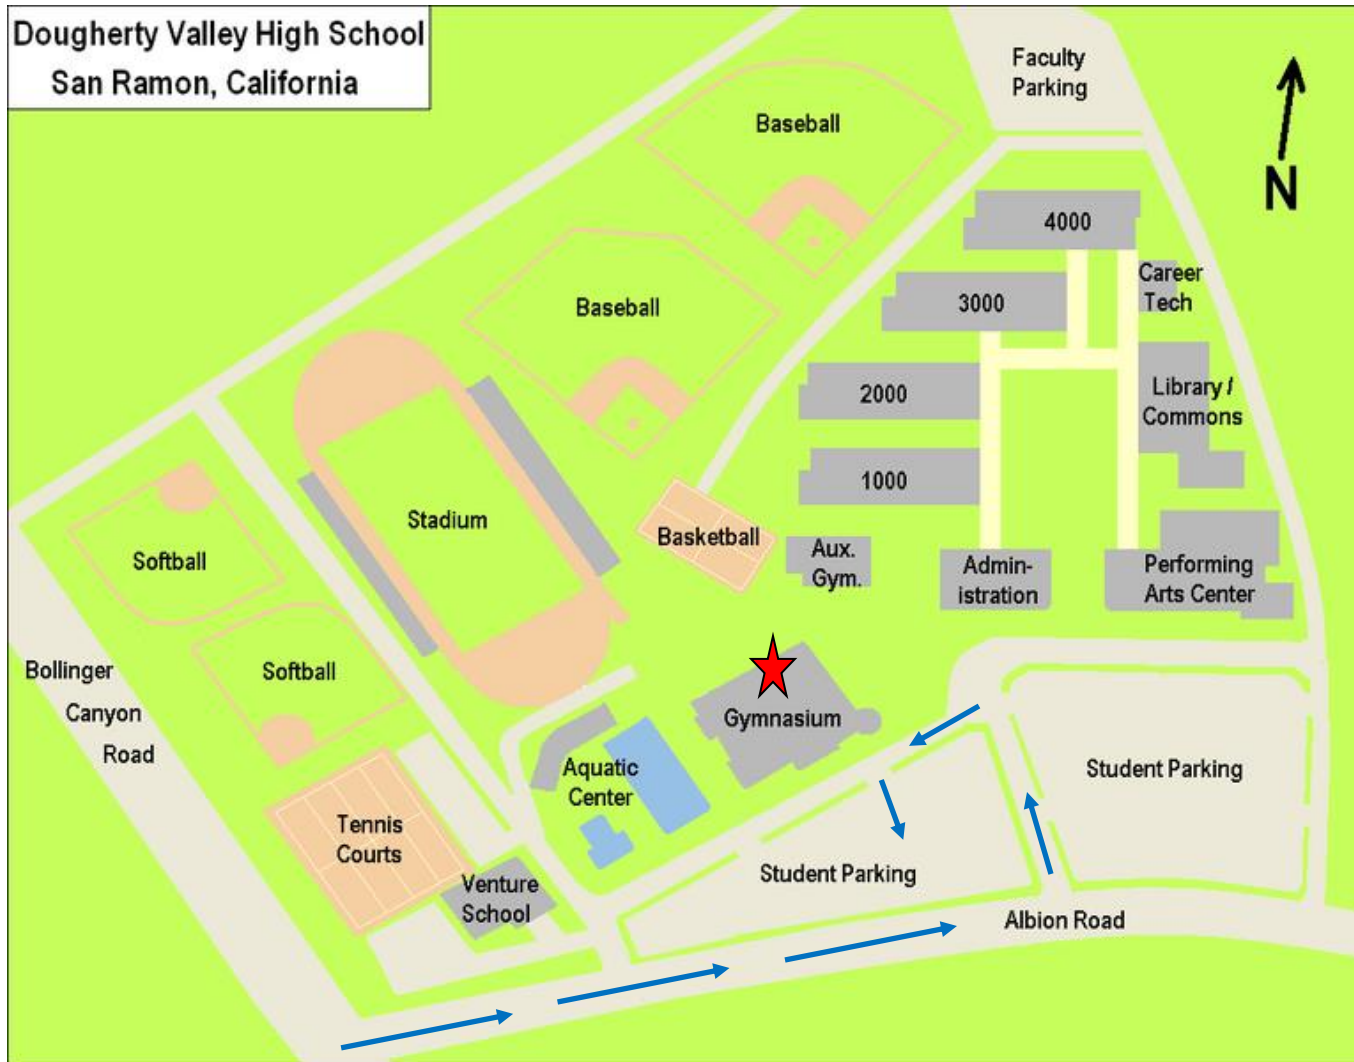 Dougherty Valley High School
San Ramon, California
Faculty
Parking
Baseball
N
4000
Career
Tech
3000
Baseball
2000
Library /
Commons
1000
Stadium
Basketball
Aux.
Gym.
Admin-
istration
Performing
Arts Center
Softball
Softball
Bollinger
Canyon
Road
Gymnasium
Aquatic
Center
Student Parking
Tennis
Courts
Student Parking
Venture
School
Albion Road